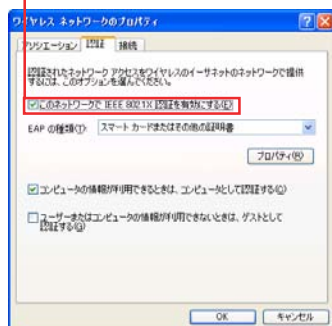 ワイヤレス ネットワークのプロパティ
アソシエーション 認証 接続
認証されたネットワーク アクセスをワイヤレスのイーサネットのネットワークで提供
するには、このオプションを選んでください。
このネットワークで IEEE 802.1X 認証を有効にする(E)
EAP の種類(T): スマート カードまたはその他の証明書
プロパティ(R)
コンピュータの情報が利用できるときは、コンピュータとして認証する(C)
ユーザーまたはコンピュータの情報が利用できないときは、ゲストとして
認証する(G)
OK キャンセル